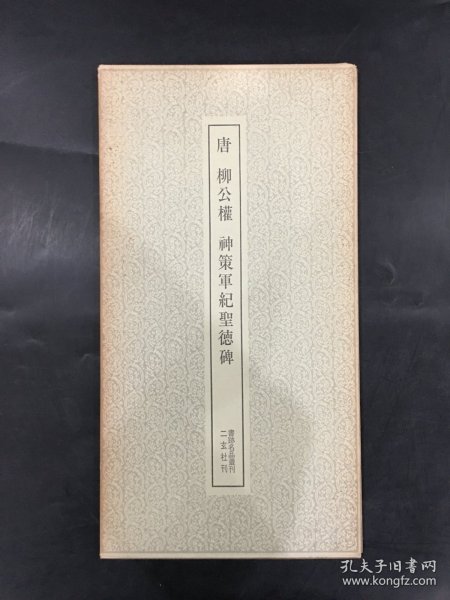 唐 柳公權 神策軍紀聖德碑
書跡名品叢刊
二玄社刊
孔夫子旧书网
www.kongfz.com